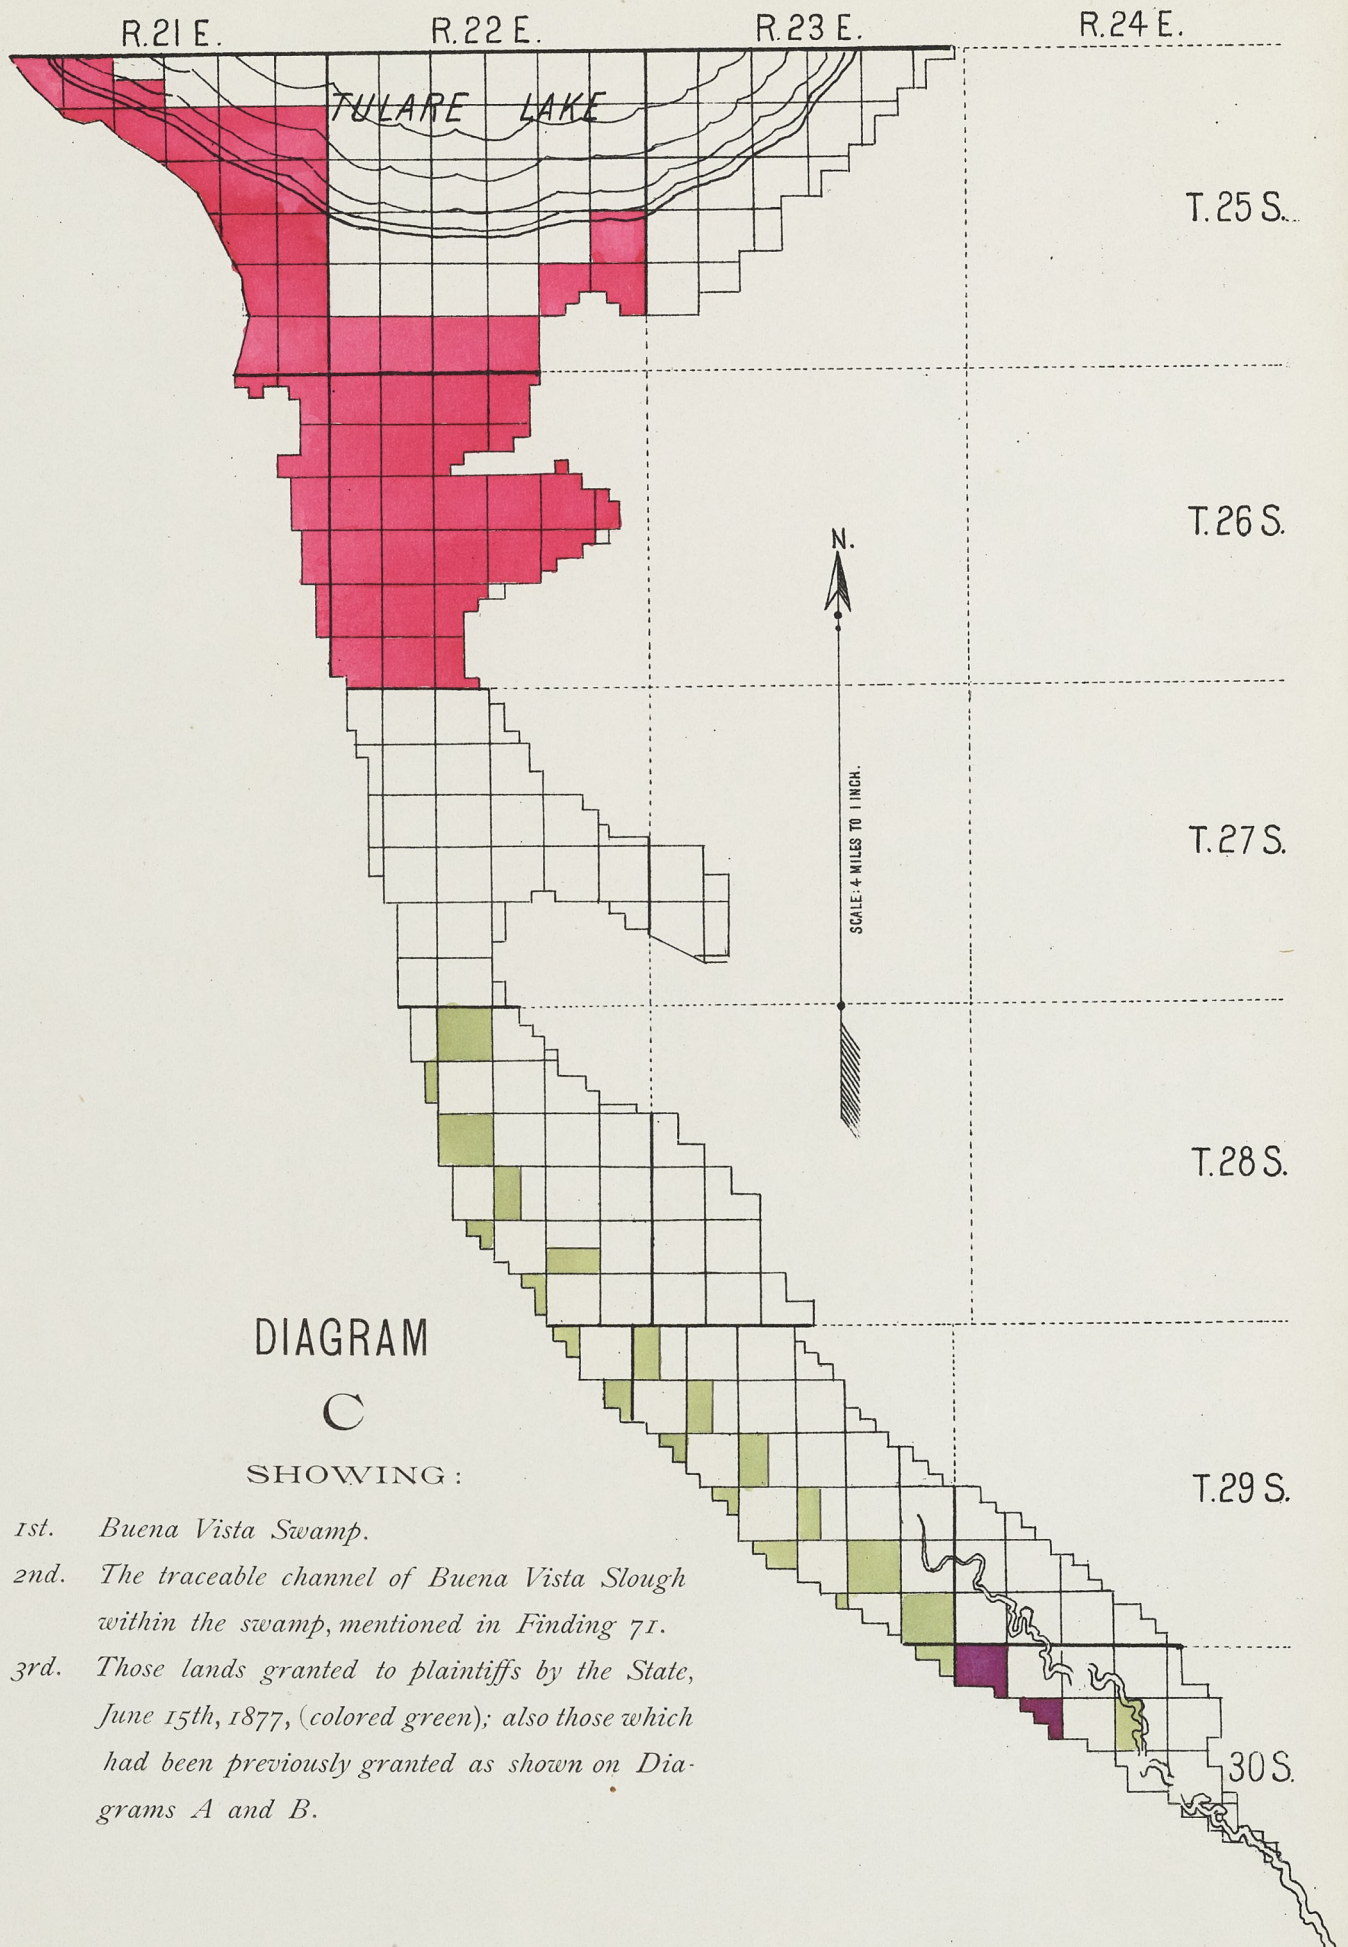 R.21 E. R.22 E. R.23 E. R.24 E.
TULARE LAKE
T.25 S.
T.26 S.
N.
SCALE: 4 MILES TO 1 INCH.
T.27 S.
T.28 S.
DIAGRAM
C
SHOWING:
T.29 S.
1st. Buena Vista Swamp.
2nd. The traceable channel of Buena Vista Slough
within the swamp, mentioned in Finding 71.
3rd. Those lands granted to plaintiffs by the State,
June 15th, 1877, (colored green); also those which
had been previously granted as shown on Dia-
grams A and B.
30 S.